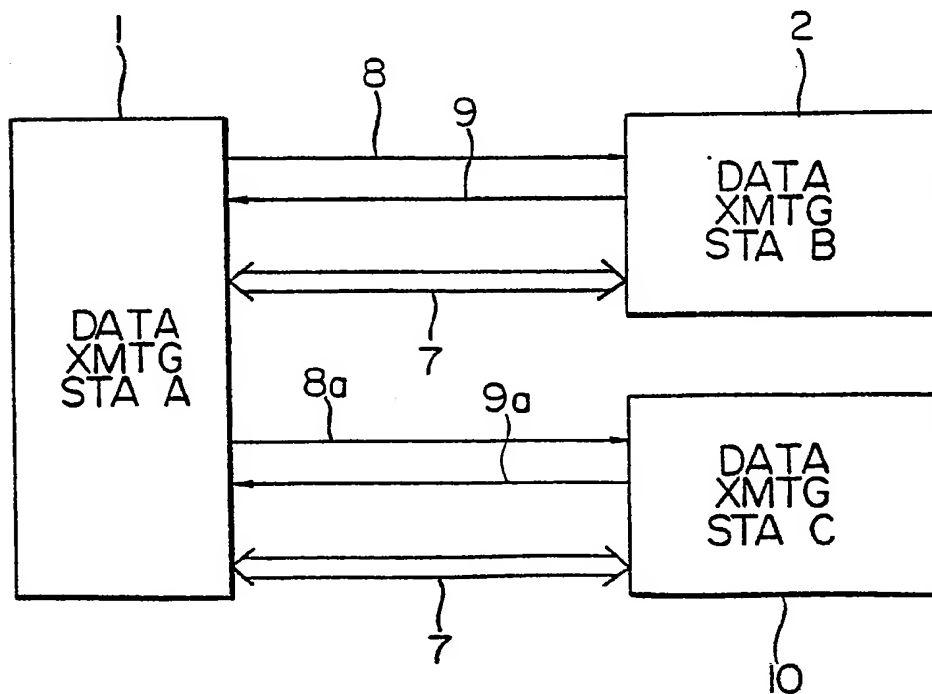 1
2
8
9
DATA
XMTG
STA B
7
DATA
XMTG
STA A
8a
9a
DATA
XMTG
STA C
7
10